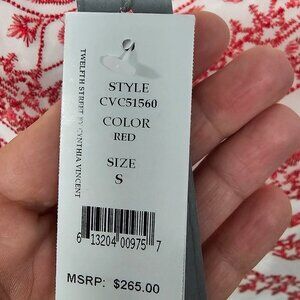 TWELFTH STREET BY CYNTHIA VINCENT
STYLE
CVC51560
COLOR
RED
SIZE
S
6 13204 00975 7
MSRP: $265.00